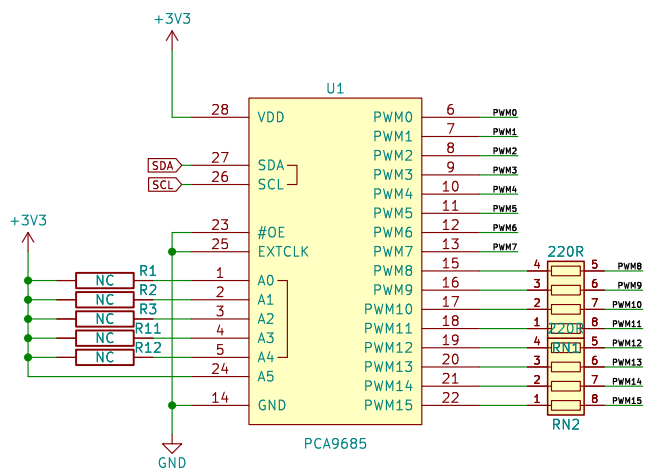 +3V3
U1
28 VDD PWM0 6 PWM0
PWM1 7 PWM1
PWM2 8 PWM2
SDA 27 SDA PWM3 9 PWM3
SCL 26 SCL PWM4 10 PWM4
PWM5 11 PWM5
+3V3
23 #OE PWM6 12 PWM6
25 EXTCLK PWM7 13 PWM7
220R
NC R1 1 A0 PWM8 15 4 5 PWM8
NC R2 2 A1 PWM9 16 3 6 PWM9
NC R3 3 A2 PWM10 17 2 7 PWM10
NC R11 4 A3 PWM11 18 1 8 PWM11
220R
RN1
NC R12 5 A4 PWM12 19 4 5 PWM12
24 A5 PWM13 20 3 6 PWM13
PWM14 21 2 7 PWM14
14 GND PWM15 22 1 8 PWM15
RN2
PCA9685
GND